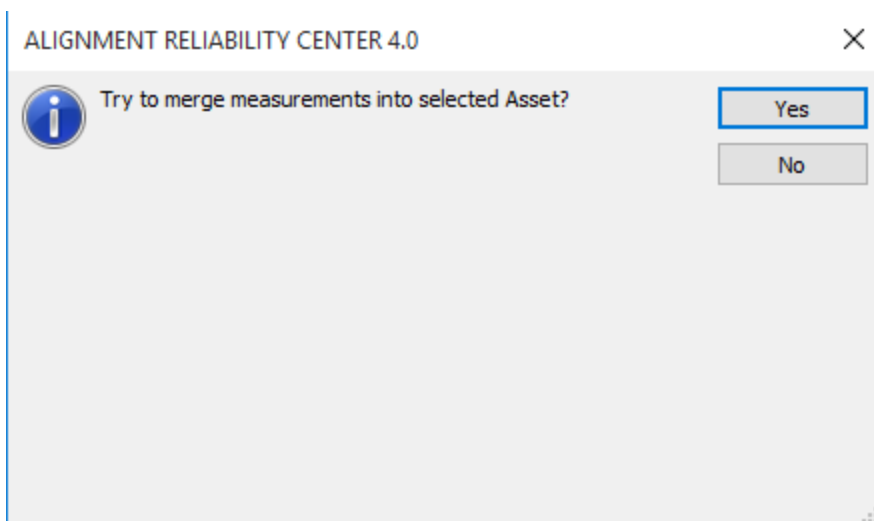 ALIGNMENT RELIABILITY CENTER 4.0
Try to merge measurements into selected Asset?
Yes
No